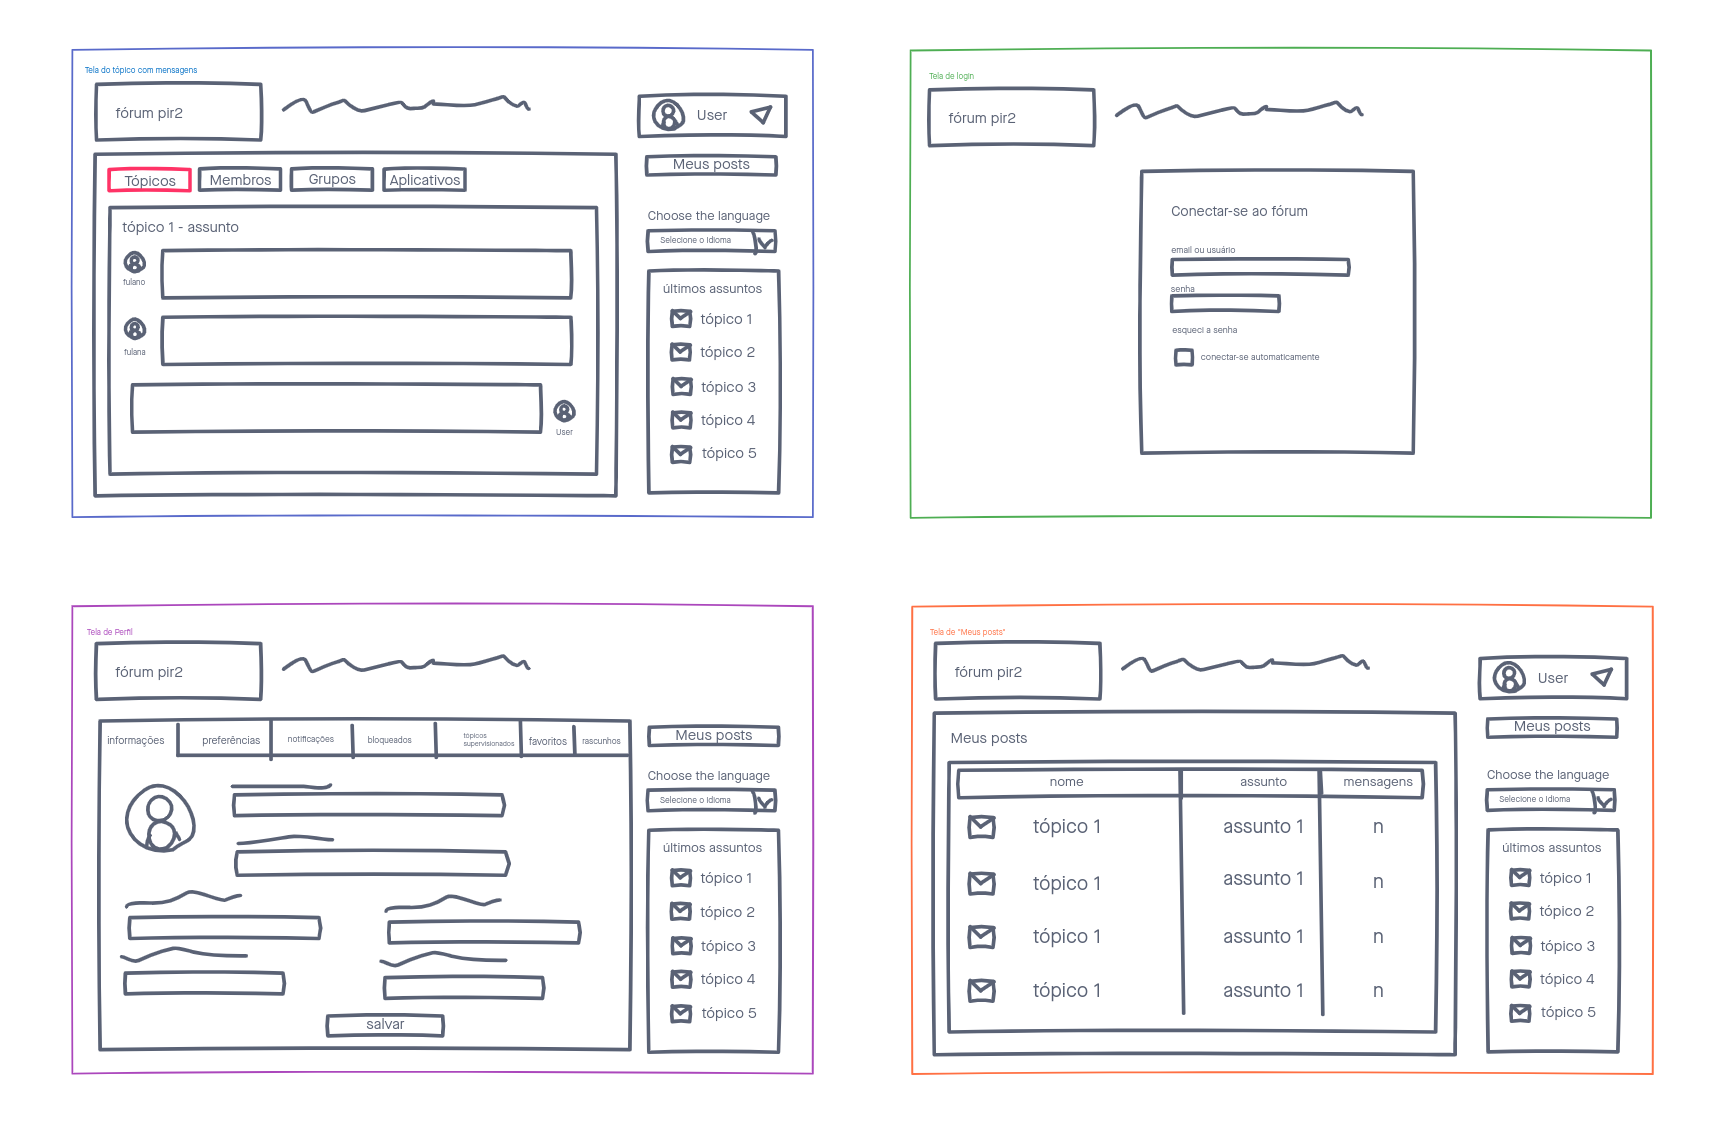 Tela do tópico com mensagens
fórum pir2
User
Meus posts
Tópicos
Membros
Grupos
Aplicativos
tópico 1 - assunto
fulano
fulana
User
Choose the language
Selecione o Idioma
últimos assuntos
tópico 1
tópico 2
tópico 3
tópico 4
tópico 5
Tela de login
fórum pir2
Conectar-se ao fórum
email ou usuário
senha
esqueci a senha
conectar-se automaticamente
Tela de Perfil
fórum pir2
informações
preferências
notificações
bloqueados
tópicos
supervisionados
favoritos
rascunhos
salvar
Meus posts
Choose the language
Selecione o Idioma
últimos assuntos
tópico 1
tópico 2
tópico 3
tópico 4
tópico 5
Tela de "Meus posts"
fórum pir2
User
Meus posts
Meus posts
nome assunto mensagens
tópico 1 assunto 1 n
tópico 1 assunto 1 n
tópico 1 assunto 1 n
tópico 1 assunto 1 n
Choose the language
Selecione o Idioma
últimos assuntos
tópico 1
tópico 2
tópico 3
tópico 4
tópico 5